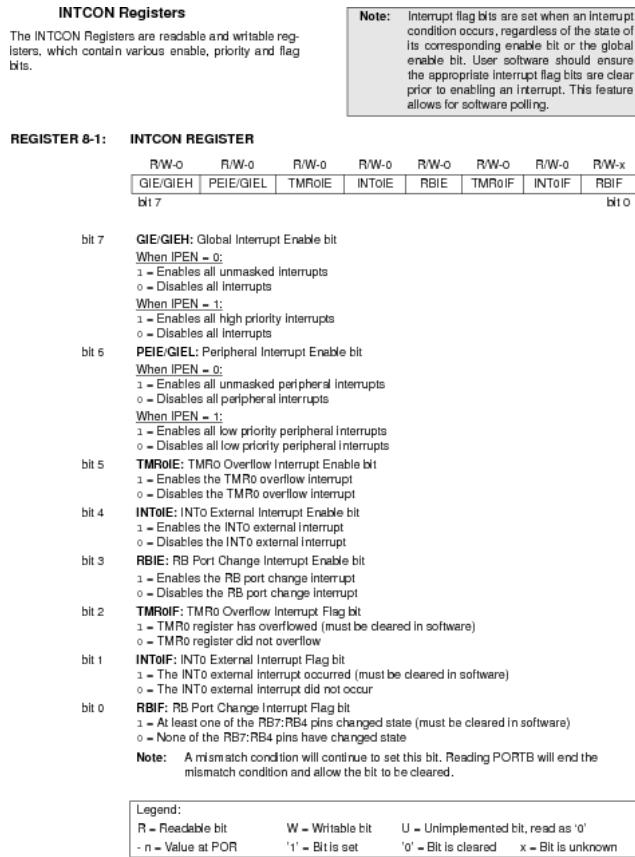 INTCON Registers
The INTCON Registers are readable and writable reg-
isters, which contain various enable, priority and flag
bits.
Note: Interrupt flag bits are set when an interrupt
condition occurs, regardless of the state of
its corresponding enable bit or the global
enable bit. User software should ensure
the appropriate interrupt flag bits are clear
prior to enabling an interrupt. This feature
allows for software polling.
REGISTER 8-1: INTCON REGISTER
R/W-0 R/W-0 R/W-0 R/W-0 R/W-0 R/W-0 R/W-0 R/W-x
GIE/GIEH PEIE/GIEL TMR0IE INT0IE RBIE TMR0IF INT0IF RBIF
bit 7 bit 0
bit 7 GIE/GIEH: Global Interrupt Enable bit
When IPEN = 0:
1 = Enables all unmasked interrupts
0 = Disables all interrupts
When IPEN = 1:
1 = Enables all high priority interrupts
0 = Disables all interrupts
bit 6 PEIE/GIEL: Peripheral Interrupt Enable bit
When IPEN = 0:
1 = Enables all unmasked peripheral interrupts
0 = Disables all peripheral interrupts
When IPEN = 1:
1 = Enables all low priority peripheral interrupts
0 = Disables all low priority peripheral interrupts
bit 5 TMR0IE: TMR0 Overflow Interrupt Enable bit
1 = Enables the TMR0 overflow interrupt
0 = Disables the TMR0 overflow interrupt
bit 4 INT0IE: INT0 External Interrupt Enable bit
1 = Enables the INT0 external interrupt
0 = Disables the INT0 external interrupt
bit 3 RBIE: RB Port Change Interrupt Enable bit
1 = Enables the RB port change interrupt
0 = Disables the RB port change interrupt
bit 2 TMR0IF: TMR0 Overflow Interrupt Flag bit
1 = TMR0 register has overflowed (must be cleared in software)
0 = TMR0 register did not overflow
bit 1 INT0IF: INT0 External Interrupt Flag bit
1 = The INT0 external interrupt occurred (must be cleared in software)
0 = The INT0 external interrupt did not occur
bit 0 RBIF: RB Port Change Interrupt Flag bit
1 = At least one of the RB7:RB4 pins changed state (must be cleared in software)
0 = None of the RB7:RB4 pins have changed state
Note: A mismatch condition will continue to set this bit. Reading PORTB will end the
mismatch condition and allow the bit to be cleared.
Legend:
R = Readable bit W = Writable bit U = Unimplemented bit, read as '0'
- n = Value at POR '1' = Bit is set '0' = Bit is cleared x = Bit is unknown